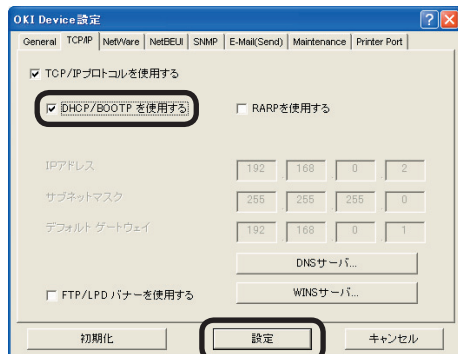 OKI Device設定
General TCP/IP NetWare NetBEUI SNMP E-Mail(Send) Maintenance Printer Port
TCP/IPプロトコルを使用する
DHCP/BOOTP を使用する RARPを使用する
IPアドレス 192 . 168 . 0 . 2
サブネットマスク 255 . 255 . 255 . 0
デフォルト ゲートウェイ 192 . 168 . 0 . 1
DNSサーバ...
FTP/LPD バナーを使用する WINSサーバ...
初期化 設定 キャンセル